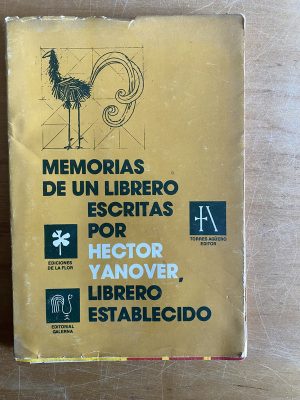 MEMORIAS
DE UN LIBRERO
ESCRITAS
POR
HECTOR
YANOVER,
LIBRERO
ESTABLECIDO
EDICIONES
DE LA FLOR
TORRES AGÜERO
EDITOR
EDITORIAL
GALERNA